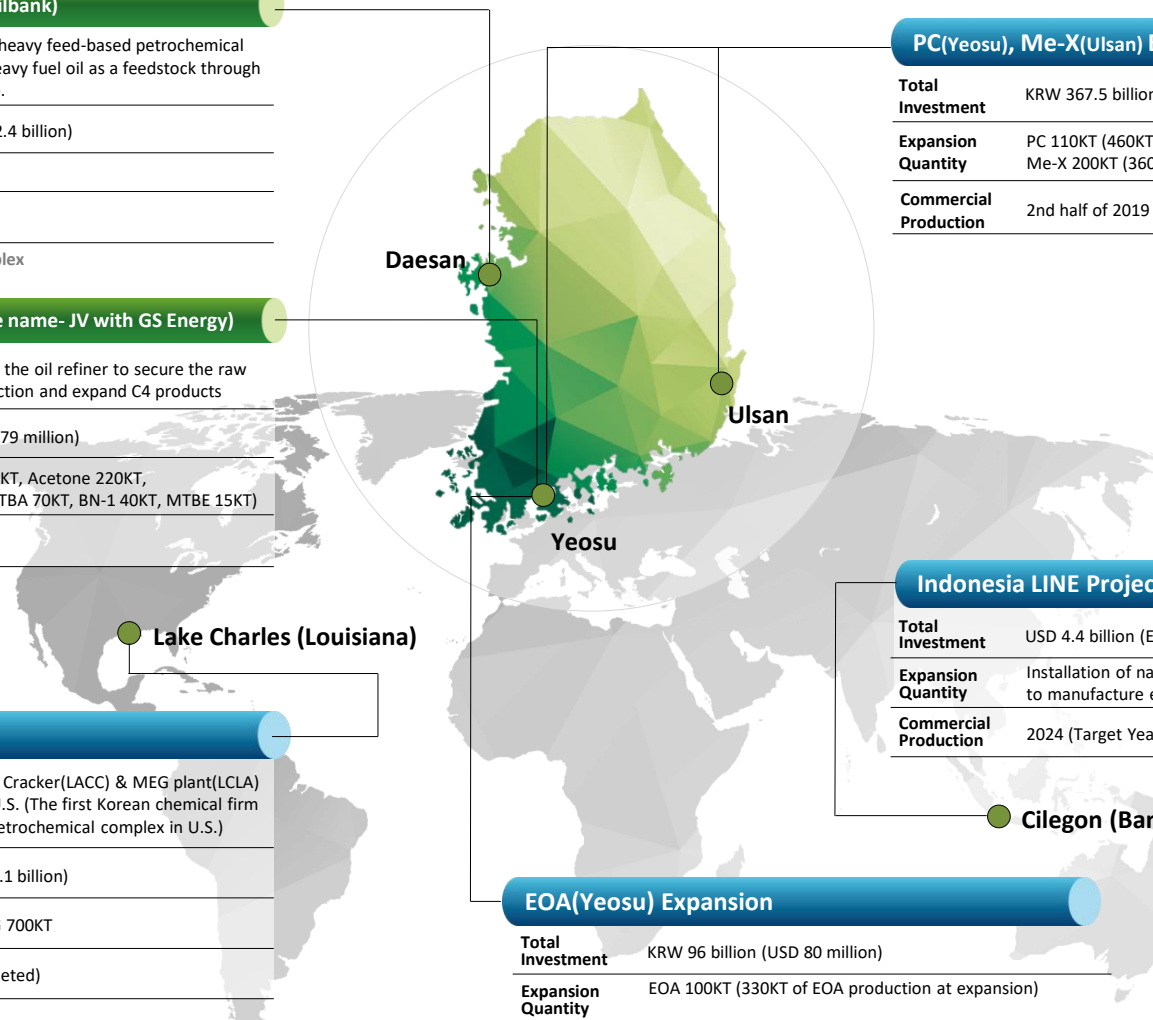 ilbank)
heavy feed-based petrochemical
eavy fuel oil as a feedstock through
.
2.4 billion)
lex
e name- JV with GS Energy)
the oil refiner to secure the raw
ction and expand C4 products
79 million)
KT, Acetone 220KT,
TBA 70KT, BN-1 40KT, MTBE 15KT)
Cracker(LACC) & MEG plant(LCLA)
.S. (The first Korean chemical firm
etrochemical complex in U.S.)
.1 billion)
700KT
eted)
Daesan
Ulsan
Yeosu
Lake Charles (Louisiana)
PC(Yeosu), Me-X(Ulsan) E
Total
Investment
KRW 367.5 billion
Expansion
Quantity
PC 110KT (460KT
Me-X 200KT (360
Commercial
Production
2nd half of 2019
Indonesia LINE Projec
Total
Investment
USD 4.4 billion (E
Expansion
Quantity
Installation of na
to manufacture e
Commercial
Production
2024 (Target Yea
Cilegon (Ban
EOA(Yeosu) Expansion
Total
Investment
KRW 96 billion (USD 80 million)
Expansion
Quantity
EOA 100KT (330KT of EOA production at expansion)